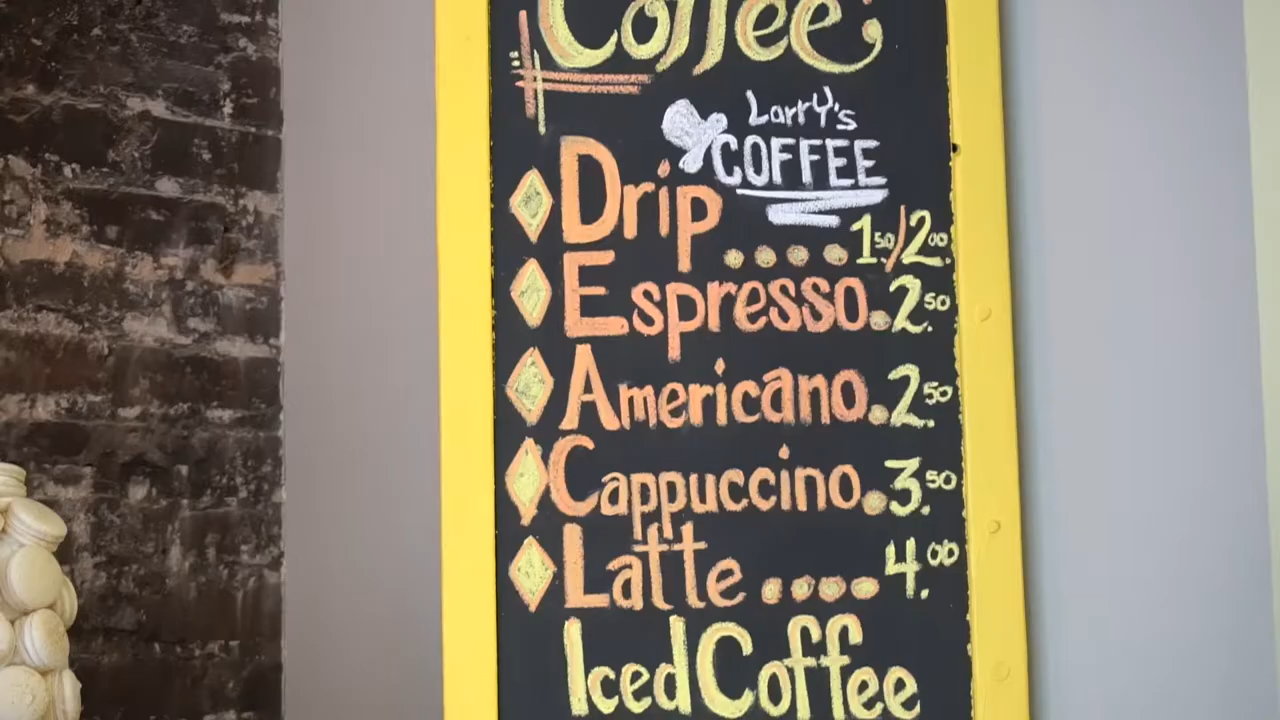 Coffee
Larry's
COFFEE
Drip....1.50/2.00
Espresso.2.50
Americano.2.50
Cappuccino.3.50
Latte....4.00
Iced Coffee